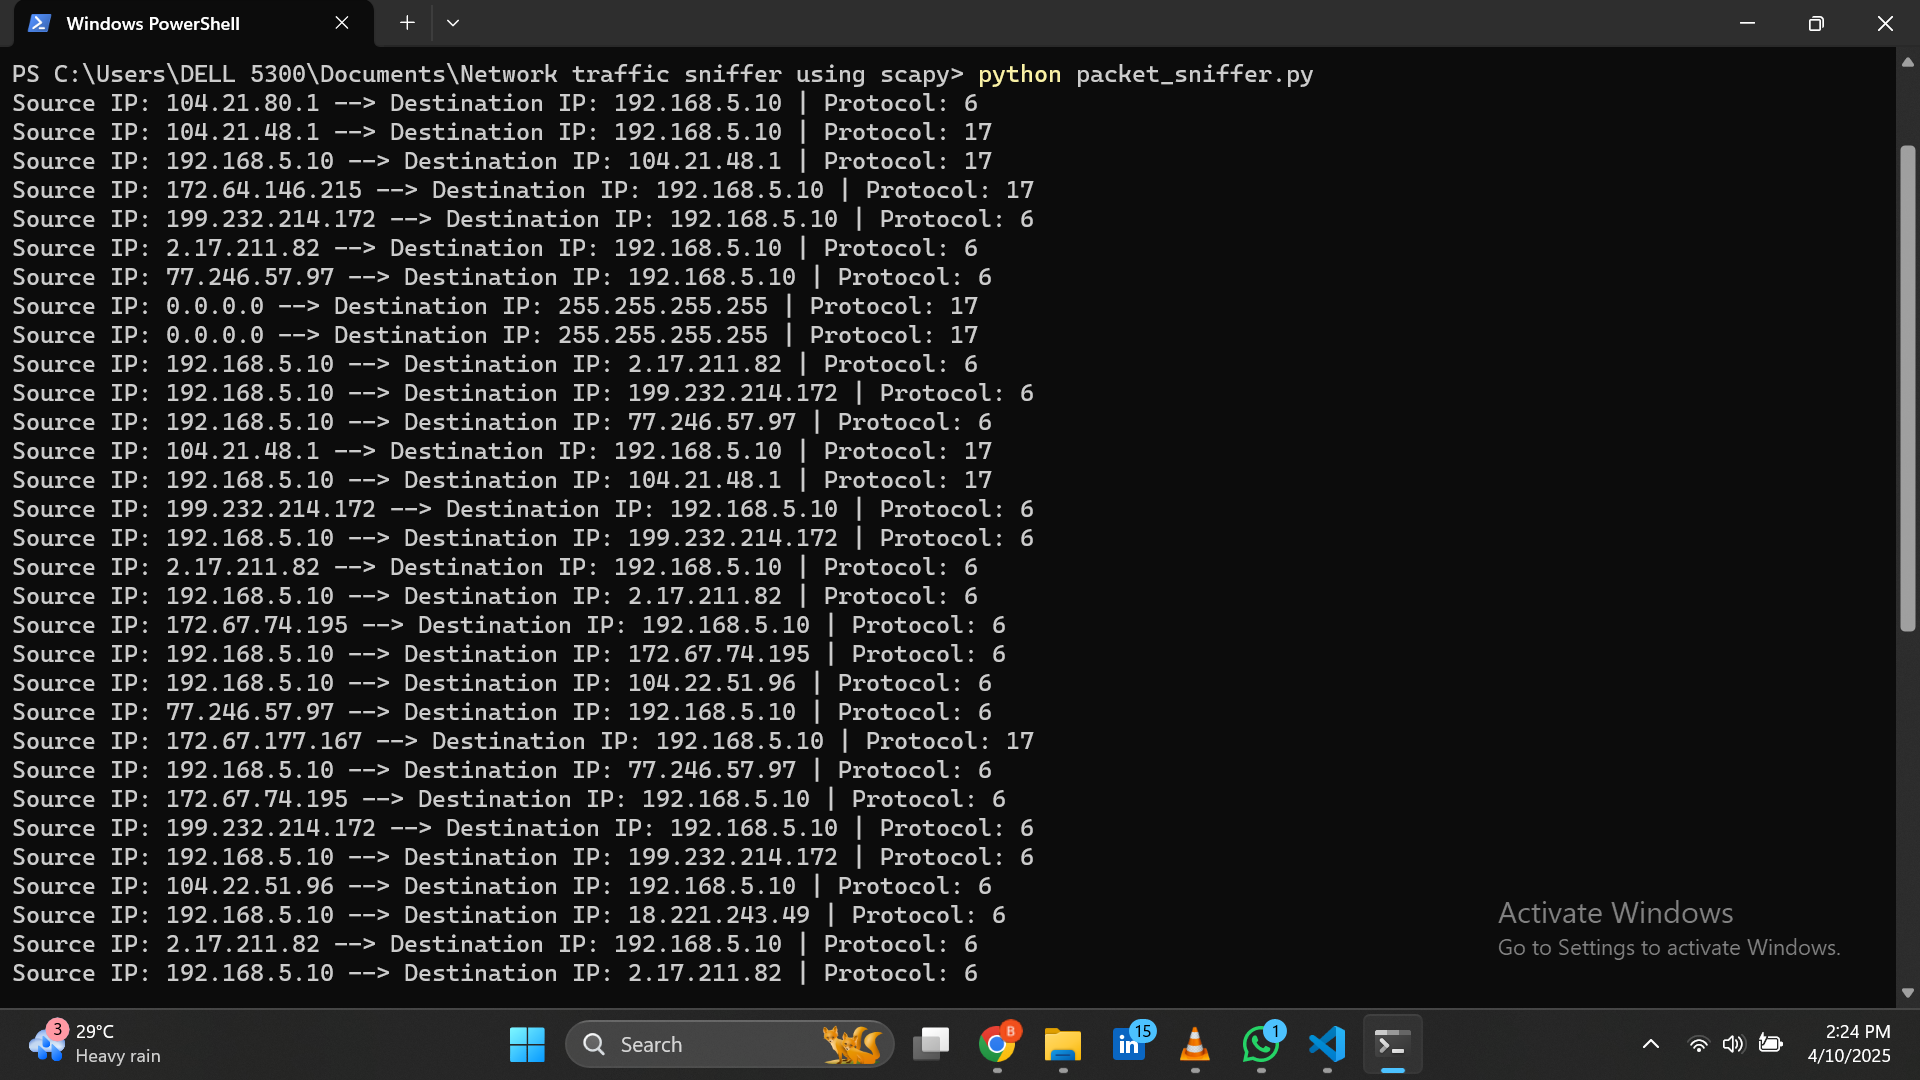 Windows PowerShell
PS C:\Users\DELL 5300\Documents\Network traffic sniffer using scapy> python packet_sniffer.py
Source IP: 104.21.80.1 --> Destination IP: 192.168.5.10 | Protocol: 6
Source IP: 104.21.48.1 --> Destination IP: 192.168.5.10 | Protocol: 17
Source IP: 192.168.5.10 --> Destination IP: 104.21.48.1 | Protocol: 17
Source IP: 172.64.146.215 --> Destination IP: 192.168.5.10 | Protocol: 17
Source IP: 199.232.214.172 --> Destination IP: 192.168.5.10 | Protocol: 6
Source IP: 2.17.211.82 --> Destination IP: 192.168.5.10 | Protocol: 6
Source IP: 77.246.57.97 --> Destination IP: 192.168.5.10 | Protocol: 6
Source IP: 0.0.0.0 --> Destination IP: 255.255.255.255 | Protocol: 17
Source IP: 0.0.0.0 --> Destination IP: 255.255.255.255 | Protocol: 17
Source IP: 192.168.5.10 --> Destination IP: 2.17.211.82 | Protocol: 6
Source IP: 192.168.5.10 --> Destination IP: 199.232.214.172 | Protocol: 6
Source IP: 192.168.5.10 --> Destination IP: 77.246.57.97 | Protocol: 6
Source IP: 104.21.48.1 --> Destination IP: 192.168.5.10 | Protocol: 17
Source IP: 192.168.5.10 --> Destination IP: 104.21.48.1 | Protocol: 17
Source IP: 199.232.214.172 --> Destination IP: 192.168.5.10 | Protocol: 6
Source IP: 192.168.5.10 --> Destination IP: 199.232.214.172 | Protocol: 6
Source IP: 2.17.211.82 --> Destination IP: 192.168.5.10 | Protocol: 6
Source IP: 192.168.5.10 --> Destination IP: 2.17.211.82 | Protocol: 6
Source IP: 172.67.74.195 --> Destination IP: 192.168.5.10 | Protocol: 6
Source IP: 192.168.5.10 --> Destination IP: 172.67.74.195 | Protocol: 6
Source IP: 192.168.5.10 --> Destination IP: 104.22.51.96 | Protocol: 6
Source IP: 77.246.57.97 --> Destination IP: 192.168.5.10 | Protocol: 6
Source IP: 172.67.177.167 --> Destination IP: 192.168.5.10 | Protocol: 17
Source IP: 192.168.5.10 --> Destination IP: 77.246.57.97 | Protocol: 6
Source IP: 172.67.74.195 --> Destination IP: 192.168.5.10 | Protocol: 6
Source IP: 199.232.214.172 --> Destination IP: 192.168.5.10 | Protocol: 6
Source IP: 192.168.5.10 --> Destination IP: 199.232.214.172 | Protocol: 6
Source IP: 104.22.51.96 --> Destination IP: 192.168.5.10 | Protocol: 6
Source IP: 192.168.5.10 --> Destination IP: 18.221.243.49 | Protocol: 6
Source IP: 2.17.211.82 --> Destination IP: 192.168.5.10 | Protocol: 6
Source IP: 192.168.5.10 --> Destination IP: 2.17.211.82 | Protocol: 6
Activate Windows
Go to Settings to activate Windows.
3
29°C
Heavy rain
Search
B
in
15
1
2:24 PM
4/10/2025